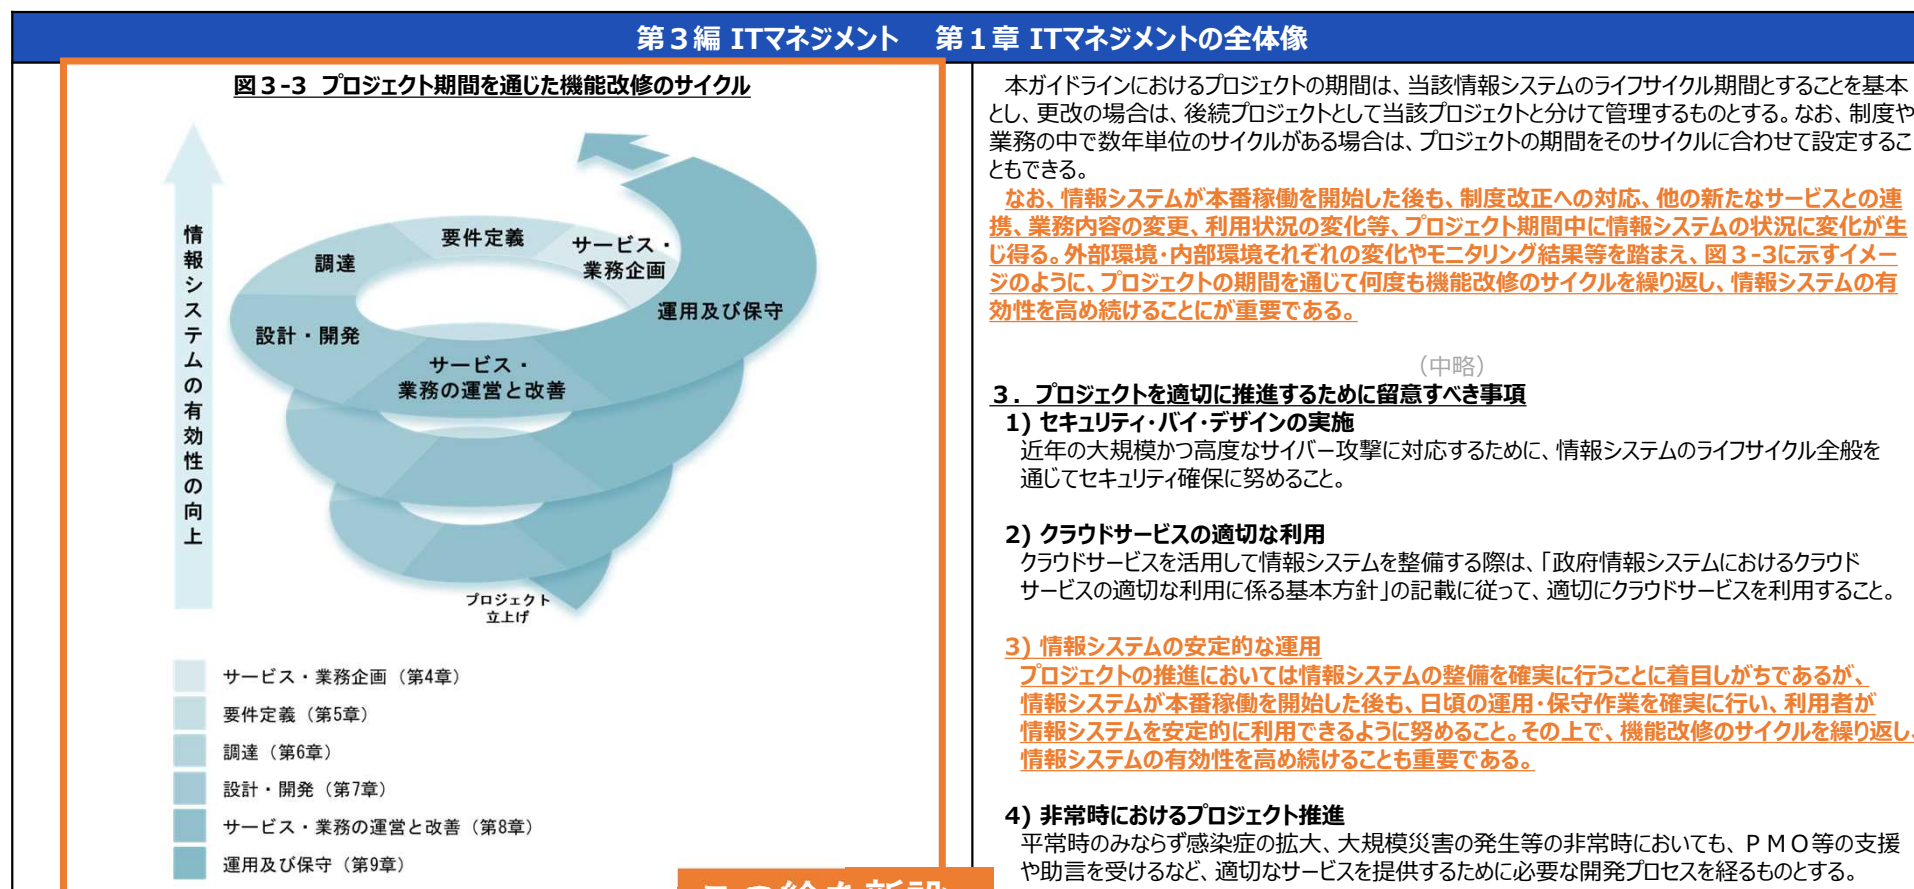 第３編 ITマネジメント　第１章 ITマネジメントの全体像
図３-３ プロジェクト期間を通じた機能改修のサイクル
情報システムの有効性の向上
要件定義
サービス・
業務企画
調達
運用及び保守
設計・開発
サービス・
業務の運営と改善
プロジェクト
立上げ
サービス・業務企画（第4章）
要件定義（第5章）
調達（第6章）
設計・開発（第7章）
サービス・業務の運営と改善（第8章）
運用及び保守（第9章）
本ガイドラインにおけるプロジェクトの期間は、当該情報システムのライフサイクル期間とすることを基本
とし、更改の場合は、後続プロジェクトとして当該プロジェクトと分けて管理するものとする。なお、制度や
業務の中で数年単位のサイクルがある場合は、プロジェクトの期間をそのサイクルに合わせて設定するこ
ともできる。
なお、情報システムが本番稼働を開始した後も、制度改正への対応、他の新たなサービスとの連
携、業務内容の変更、利用状況の変化等、プロジェクト期間中に情報システムの状況に変化が生
じ得る。外部環境・内部環境それぞれの変化やモニタリング結果等を踏まえ、図３-3に示すイメー
ジのように、プロジェクトの期間を通じて何度も機能改修のサイクルを繰り返し、情報システムの有
効性を高め続けることにが重要である。
（中略）
３．プロジェクトを適切に推進するために留意すべき事項
1) セキュリティ・バイ・デザインの実施
近年の大規模かつ高度なサイバー攻撃に対応するために、情報システムのライフサイクル全般を
通じてセキュリティ確保に努めること。
2) クラウドサービスの適切な利用
クラウドサービスを活用して情報システムを整備する際は、「政府情報システムにおけるクラウド
サービスの適切な利用に係る基本方針」の記載に従って、適切にクラウドサービスを利用すること。
3) 情報システムの安定的な運用
プロジェクトの推進においては情報システムの整備を確実に行うことに着目しがちであるが、
情報システムが本番稼働を開始した後も、日頃の運用・保守作業を確実に行い、利用者が
情報システムを安定的に利用できるように努めること。その上で、機能改修のサイクルを繰り返し、
情報システムの有効性を高め続けることも重要である。
4) 非常時におけるプロジェクト推進
平常時のみならず感染症の拡大、大規模災害の発生等の非常時においても、ＰＭＯ等の支援
や助言を受けるなど、適切なサービスを提供するために必要な開発プロセスを経るものとする。